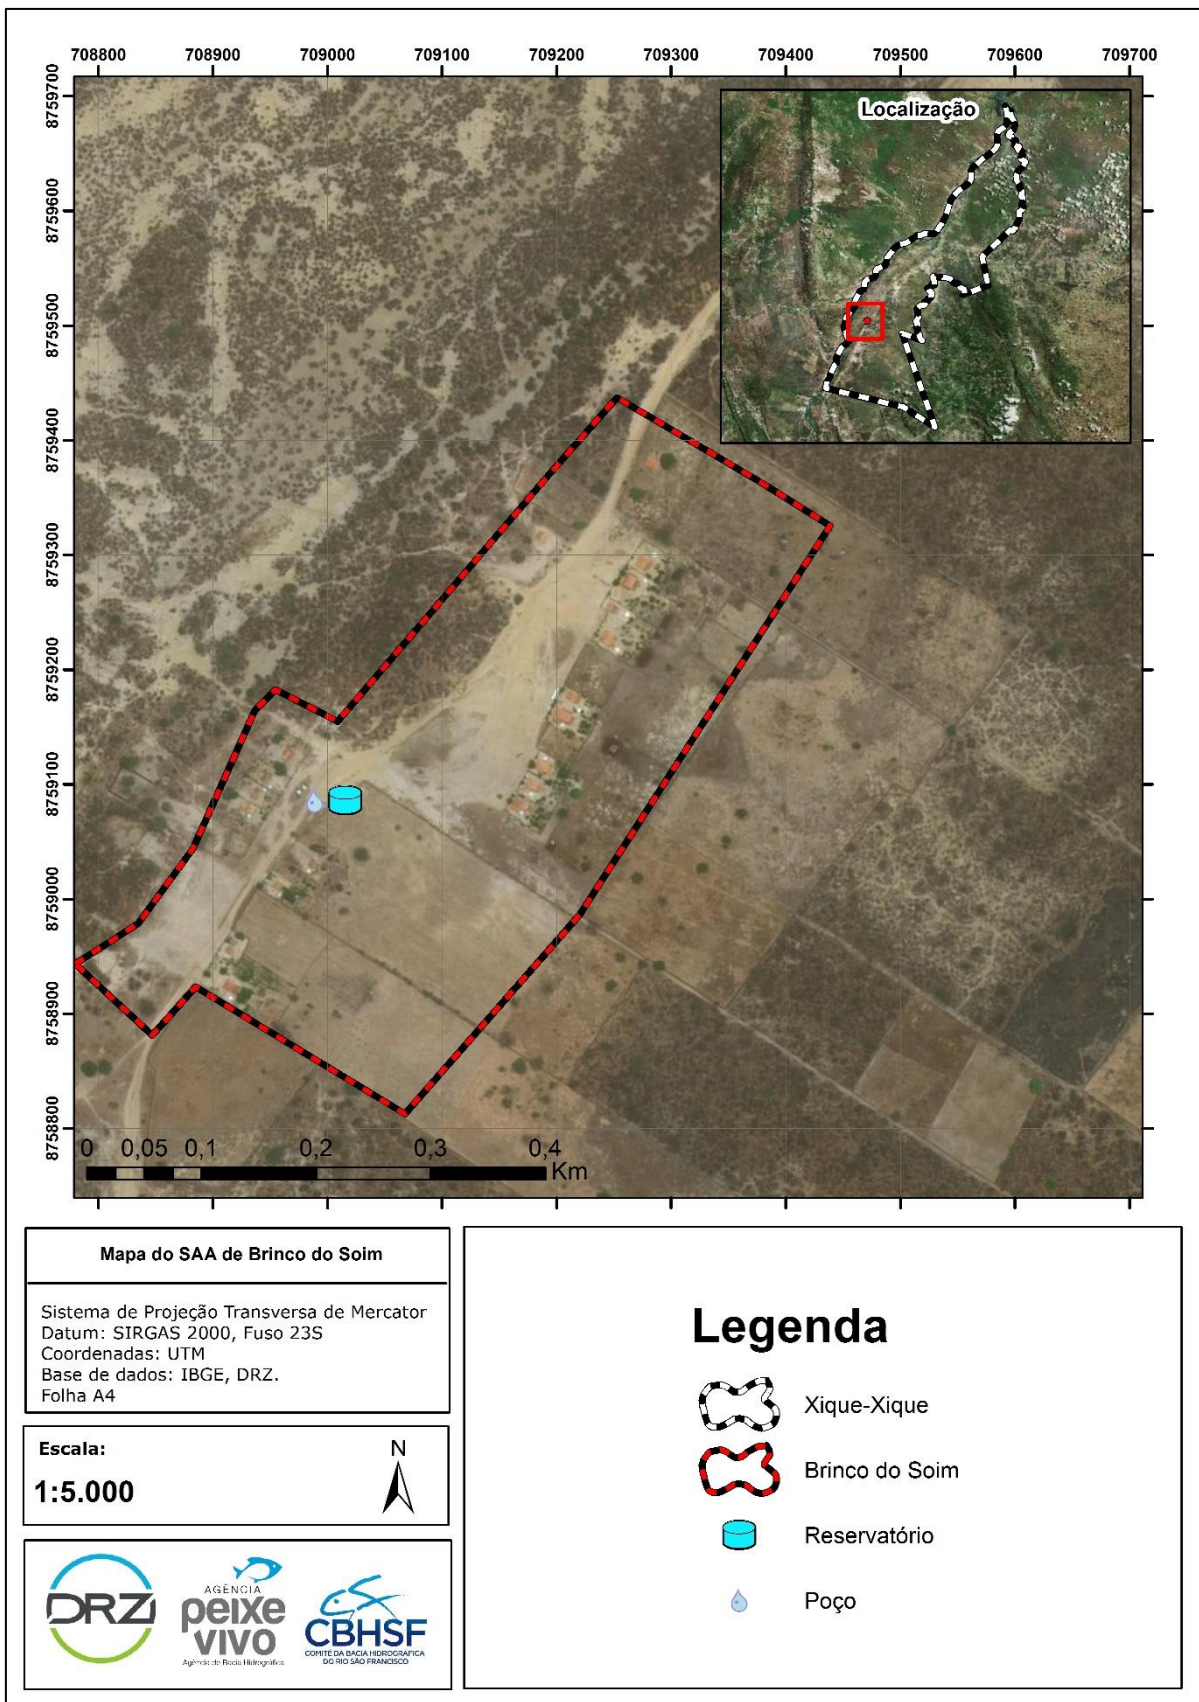 708800 708900 709000 709100 709200 709300 709400 709500 709600 709700
8759700
8759600
8759500
8759400
8759300
8759200
8759100
8759000
8758900
8758800
Localização
0 0,05 0,1 0,2 0,3 0,4
Km
Mapa do SAA de Brinco do Soim
Sistema de Projeção Transversa de Mercator
Datum: SIRGAS 2000, Fuso 23S
Coordenadas: UTM
Base de dados: IBGE, DRZ.
Folha A4
Escala:
1:5.000
N
DRZ
AGÊNCIA
peixe
vivo
Agência de Bacia Hidrográfica
CBHSF
COMITÊ DA BACIA HIDROGRÁFICA
DO RIO SÃO FRANCISCO
Legenda
Xique-Xique
Brinco do Soim
Reservatório
Poço